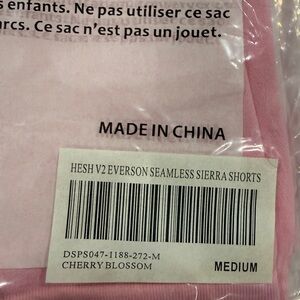 s enfants. Ne pas utiliser ce sac
arcs. Ce sac n'est pas un jouet.
MADE IN CHINA
HESH V2 EVERSON SEAMLESS SIERRA SHORTS
DSPS047-1188-272-M
CHERRY BLOSSOM
MEDIUM